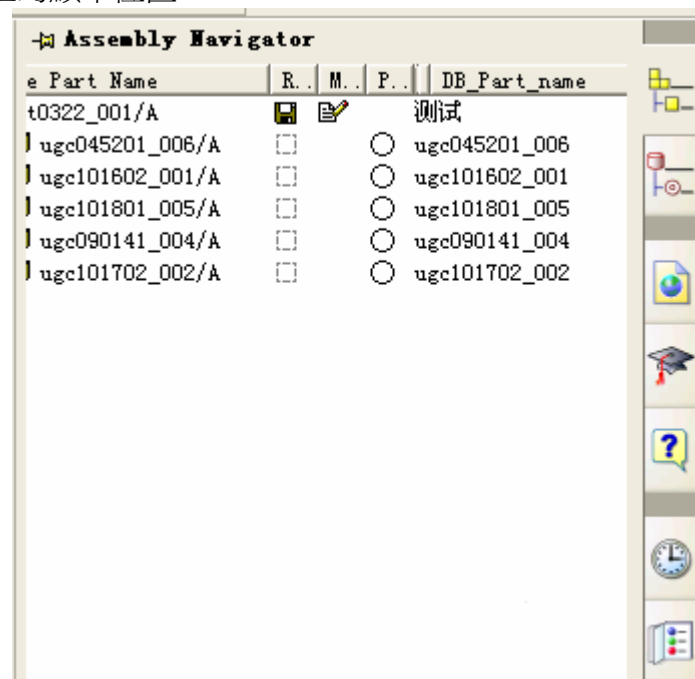 Assembly Navigator
e Part Name R.. M.. P.. DB_Part_name
t0322_001/A 测试
ugc045201_006/A ugc045201_006
ugc101602_001/A ugc101602_001
ugc101801_005/A ugc101801_005
ugc090141_004/A ugc090141_004
ugc101702_002/A ugc101702_002